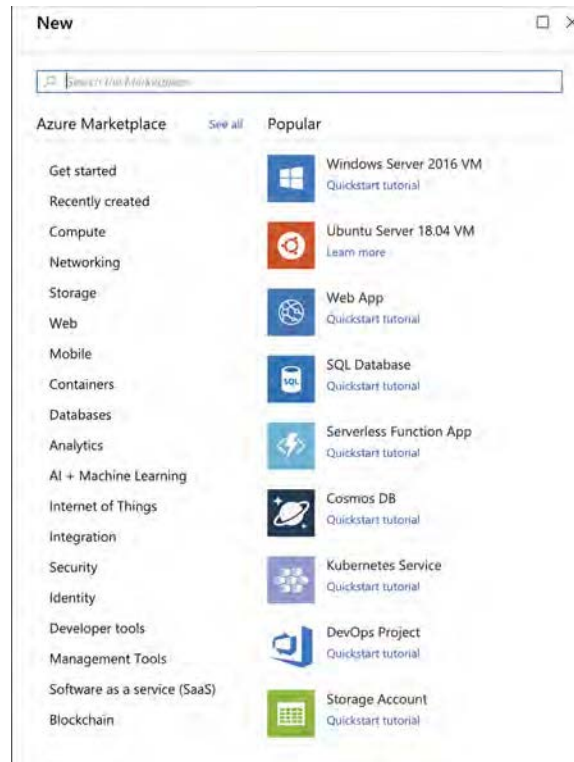 New
Search the Marketplace
Azure Marketplace
See all
Get started
Recently created
Compute
Networking
Storage
Web
Mobile
Containers
Databases
Analytics
AI + Machine Learning
Internet of Things
Integration
Security
Identity
Developer tools
Management Tools
Software as a service (SaaS)
Blockchain
Popular
Windows Server 2016 VM
Quickstart tutorial
Ubuntu Server 18.04 VM
Learn more
Web App
Quickstart tutorial
SQL
SQL Database
Quickstart tutorial
Serverless Function App
Quickstart tutorial
Cosmos DB
Quickstart tutorial
Kubernetes Service
Quickstart tutorial
DevOps Project
Quickstart tutorial
Storage Account
Quickstart tutorial